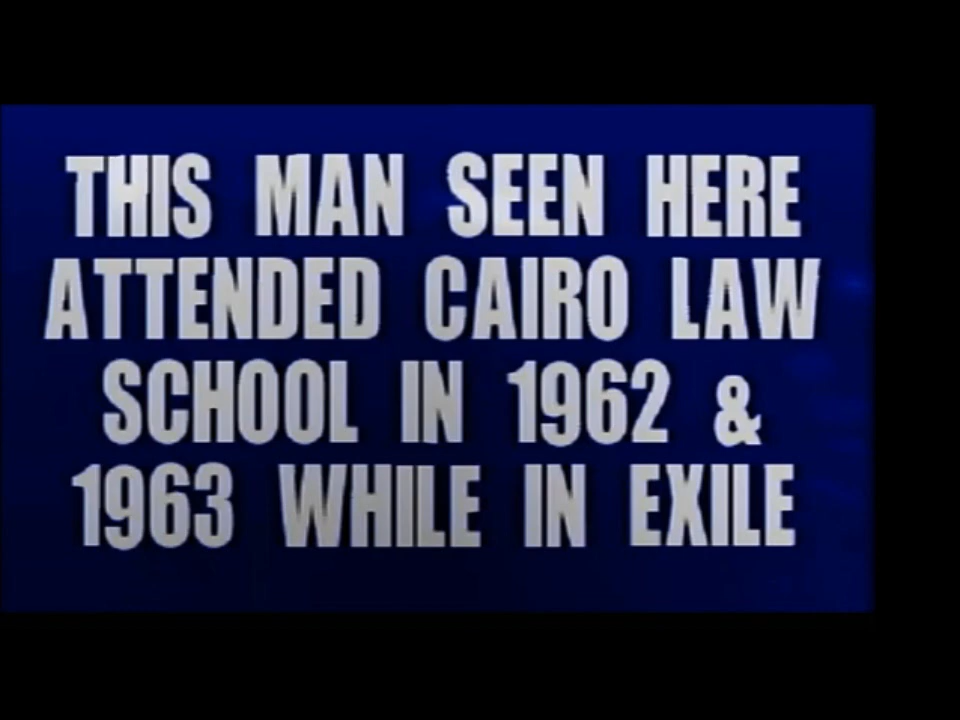 THIS MAN SEEN HERE
ATTENDED CAIRO LAW
SCHOOL IN 1962 &
1963 WHILE IN EXILE